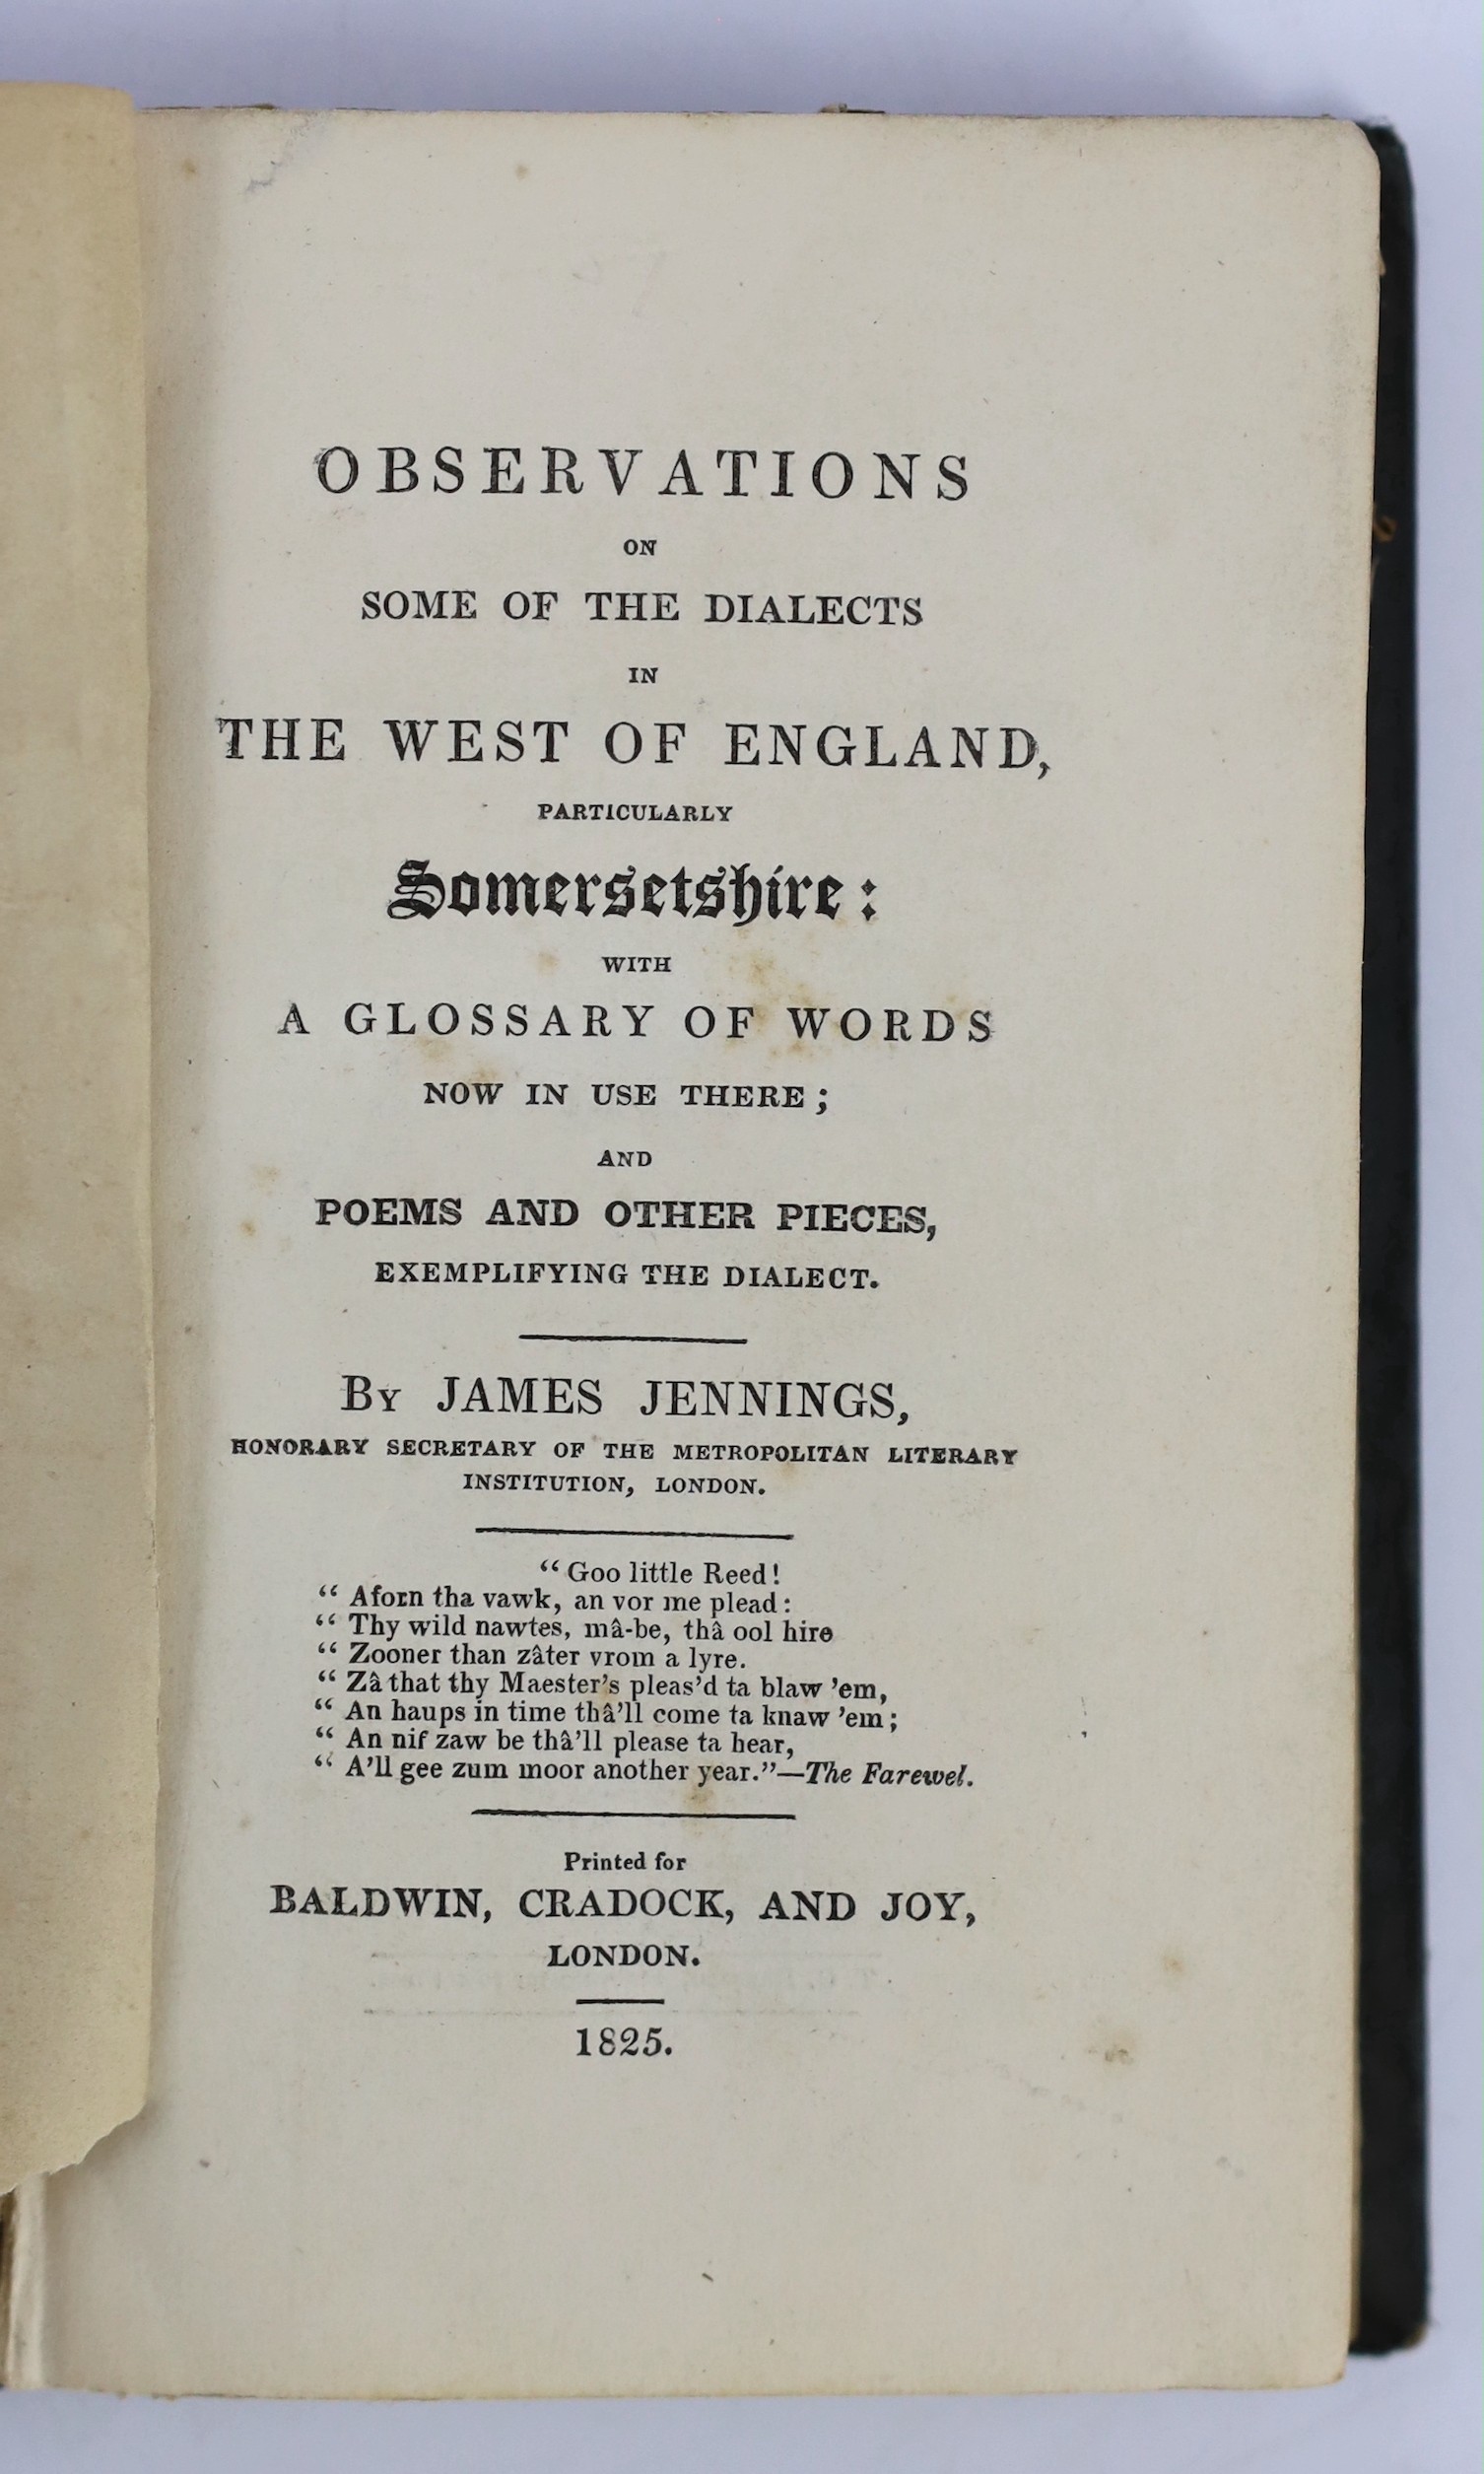 OBSERVATIONS
ON
SOME OF THE DIALECTS
IN
THE WEST OF ENGLAND,
PARTICULARLY
Somersetshire:
WITH
A GLOSSARY OF WORDS
NOW IN USE THERE;
AND
POEMS AND OTHER PIECES,
EXEMPLIFYING THE DIALECT.
By JAMES JENNINGS,
HONORARY SECRETARY OF THE METROPOLITAN LITERARY
INSTITUTION, LONDON.
“Goo little Reed!
“ Aforn tha vawk, an vor me plead:
“ Thy wild nawtes, mâ-be, thâ ool hire
“ Zooner than zâter vrom a lyre.
“ Zâ that thy Maester's pleas'd ta blaw 'em,
“ An haups in time thâ'll come ta knaw 'em;
“ An nif zaw be thâ'll please ta hear,
“ A'll gee zum moor another year.”—The Farewel.
Printed for
BALDWIN, CRADOCK, AND JOY,
LONDON.
1825.